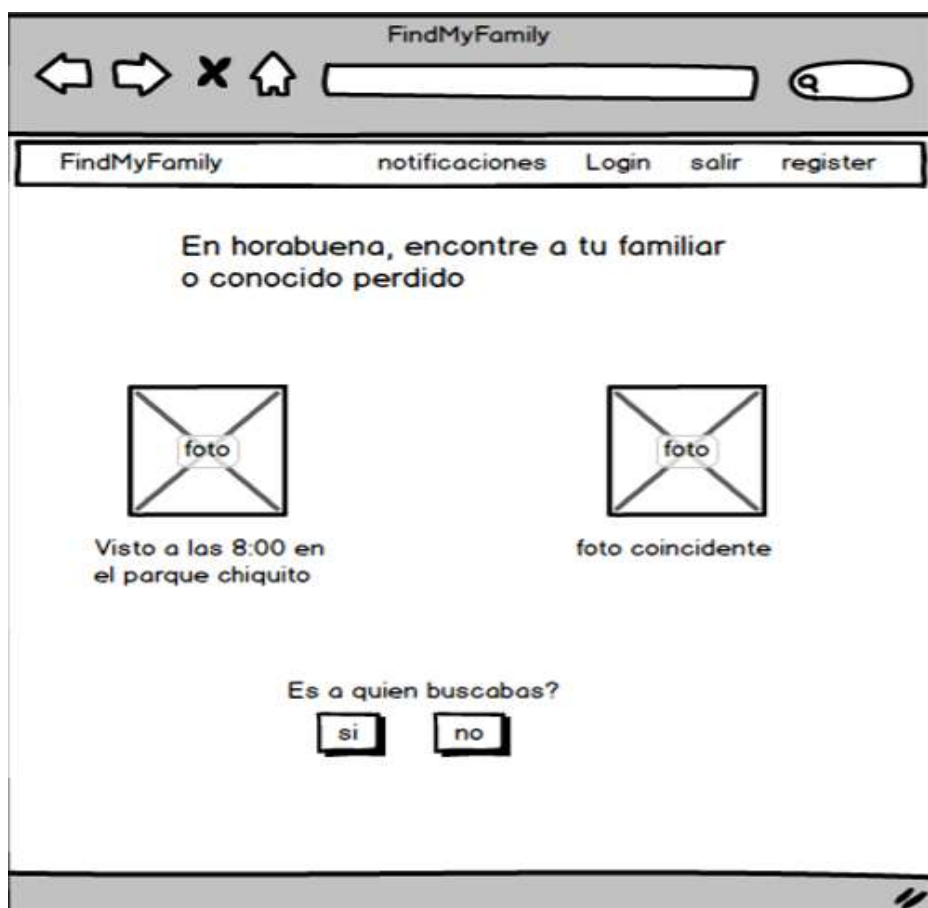 FindMyFamily
FindMyFamily notificaciones Login salir register
En horabuena, encontre a tu familiar
o conocido perdido
foto foto
Visto a las 8:00 en
el parque chiquito
foto coincidente
Es a quien buscabas?
si no